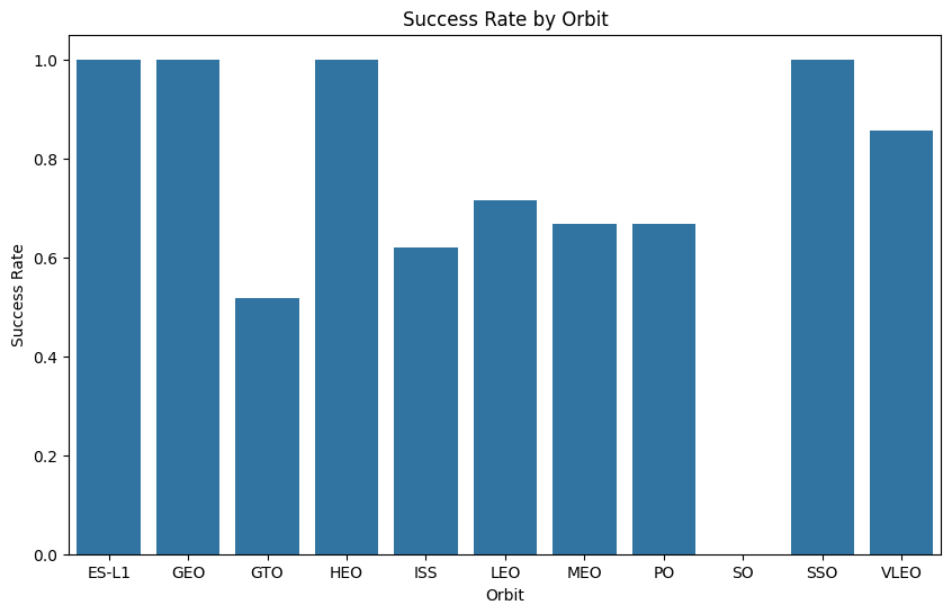 Success Rate by Orbit
Success Rate
1.0
0.8
0.6
0.4
0.2
0.0
ES-L1 GEO GTO HEO ISS LEO MEO PO SO SSO VLEO
Orbit